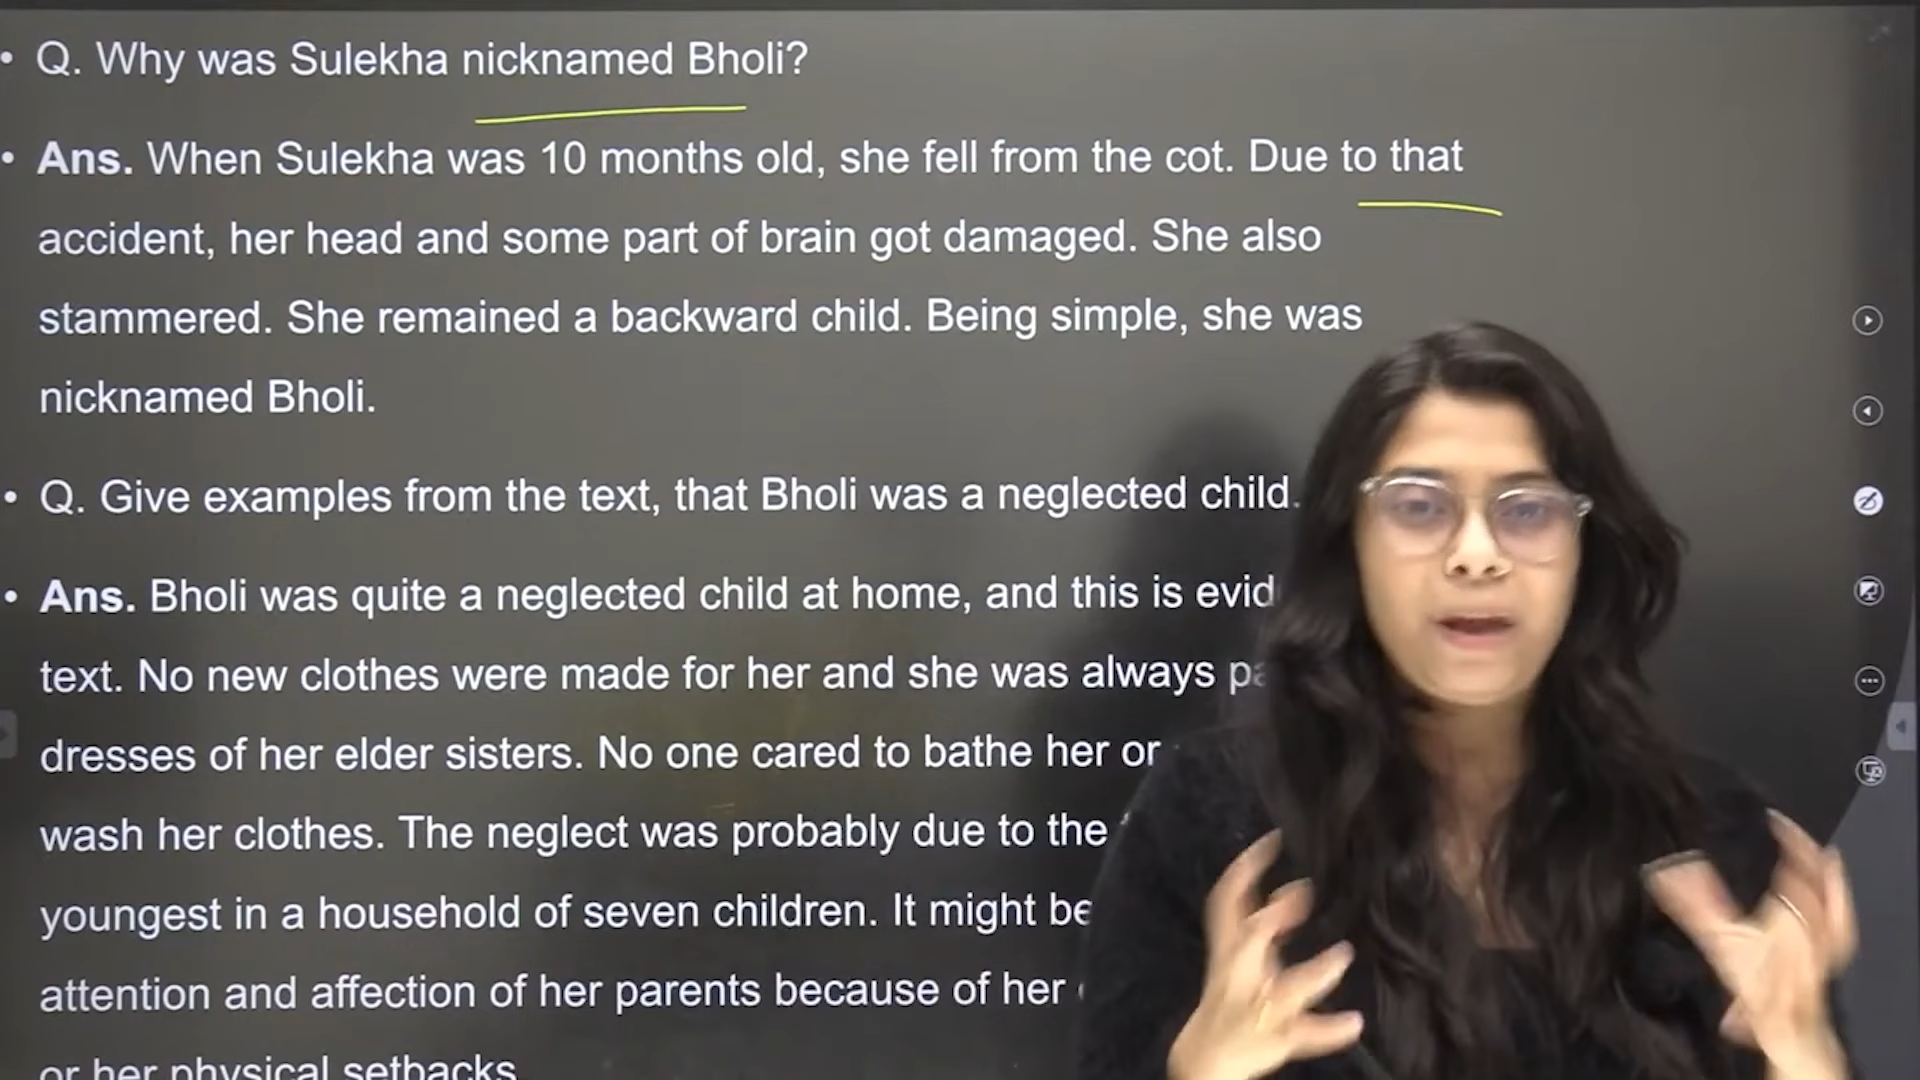 • Q. Why was Sulekha nicknamed Bholi?
• Ans. When Sulekha was 10 months old, she fell from the cot. Due to that
accident, her head and some part of brain got damaged. She also
stammered. She remained a backward child. Being simple, she was
nicknamed Bholi.
• Q. Give examples from the text, that Bholi was a neglected child.
• Ans. Bholi was quite a neglected child at home, and this is
text. No new clothes were made for her and she was always
dresses of her elder sisters. No one cared to bathe her or
wash her clothes. The neglect was probably due to the
youngest in a household of seven children. It might be
attention and affection of her parents because of her
or her physical setbacks